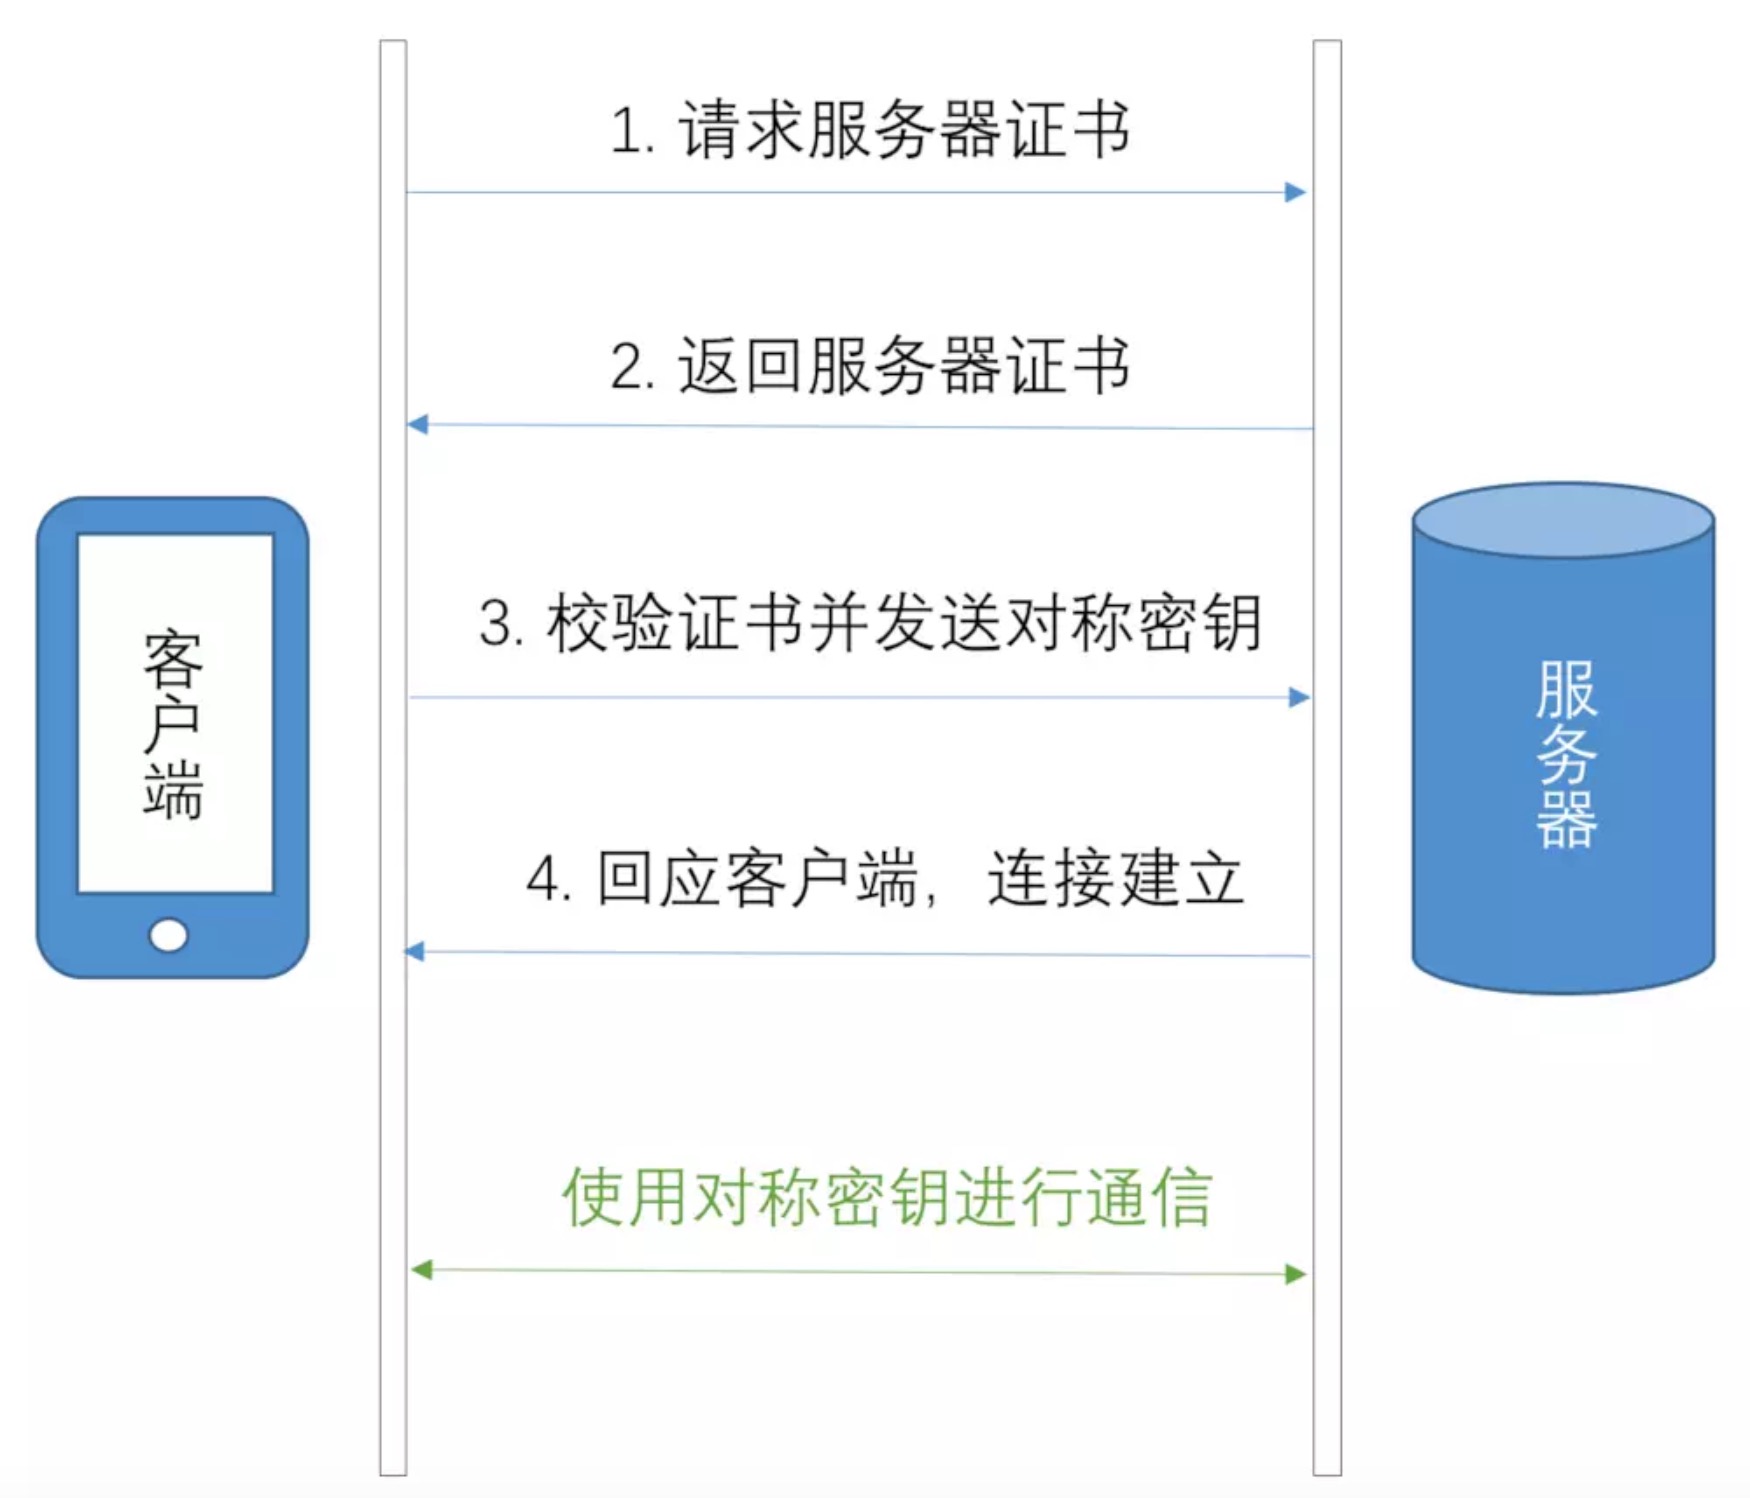 1. 请求服务器证书
2. 返回服务器证书
3. 校验证书并发送对称密钥
客户端
服务器
4. 回应客户端，连接建立
使用对称密钥进行通信